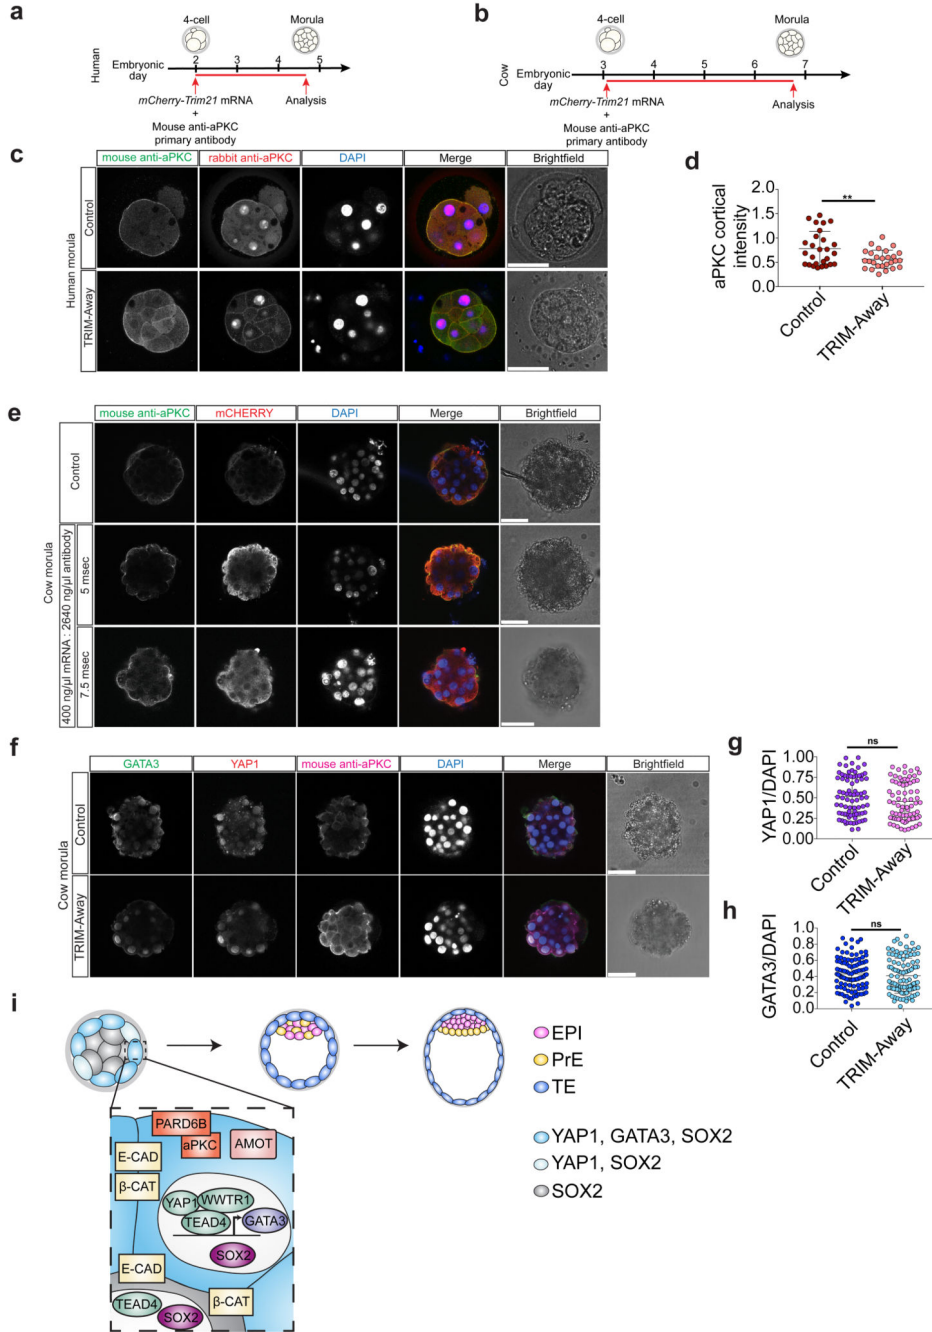 a
4-cell
Morula
Human
Embryonic
day
2
3
4
5
mCherry-Trim21 mRNA
+
Mouse anti-aPKC
primary antibody
Analysis
b
4-cell
Morula
Cow
Embryonic
day
3
4
5
6
7
mCherry-Trim21 mRNA
+
Mouse anti-aPKC
primary antibody
Analysis
c
mouse anti-aPKC
rabbit anti-aPKC
DAPI
Merge
Brightfield
Human morula
Control
TRIM-Away
d
aPKC cortical
intensity
2.0
1.5
1.0
0.5
0.0
**
Control
TRIM-Away
e
mouse anti-aPKC
mCHERRY
DAPI
Merge
Brightfield
Cow morula
400 ng/µl mRNA : 2640 ng/µl antibody
Control
5 msec
7.5 msec
f
GATA3
YAP1
mouse anti-aPKC
DAPI
Merge
Brightfield
Cow morula
Control
TRIM-Away
g
YAP1/DAPI
1.00
0.75
0.50
0.25
0.00
ns
Control
TRIM-Away
h
GATA3/DAPI
1.0
0.8
0.6
0.4
0.2
0
ns
Control
TRIM-Away
i
EPI
PrE
TE
YAP1, GATA3, SOX2
YAP1, SOX2
SOX2
PARD6B
aPKC
AMOT
E-CAD
β-CAT
YAP1
WWTR1
TEAD4
GATA3
SOX2
E-CAD
β-CAT
TEAD4
SOX2